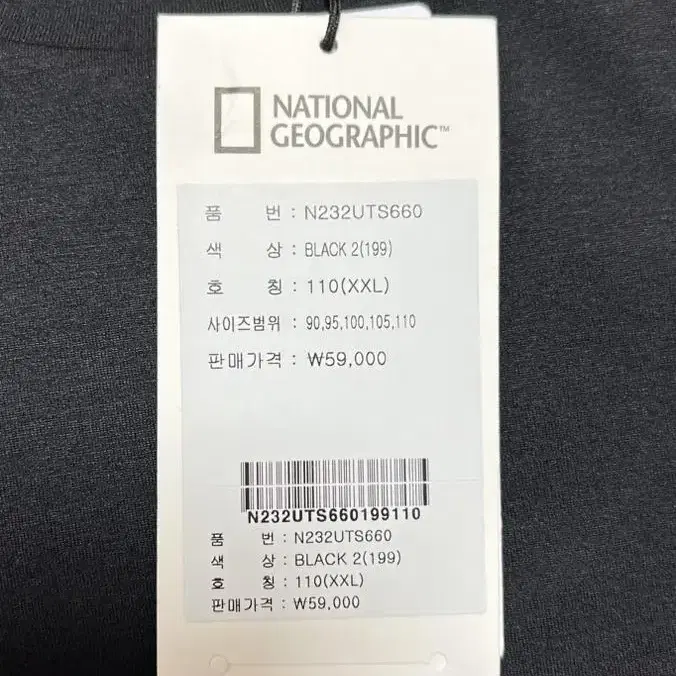 NATIONAL
GEOGRAPHIC™
품 번 : N232UTS660
색 상 : BLACK 2(199)
호 칭 : 110(XXL)
사이즈범위 : 90,95,100,105,110
판매가격 : ₩59,000
N232UTS660199110
품 번 : N232UTS660
색 상 : BLACK 2(199)
호 칭 : 110(XXL)
판매가격 : ₩59,000